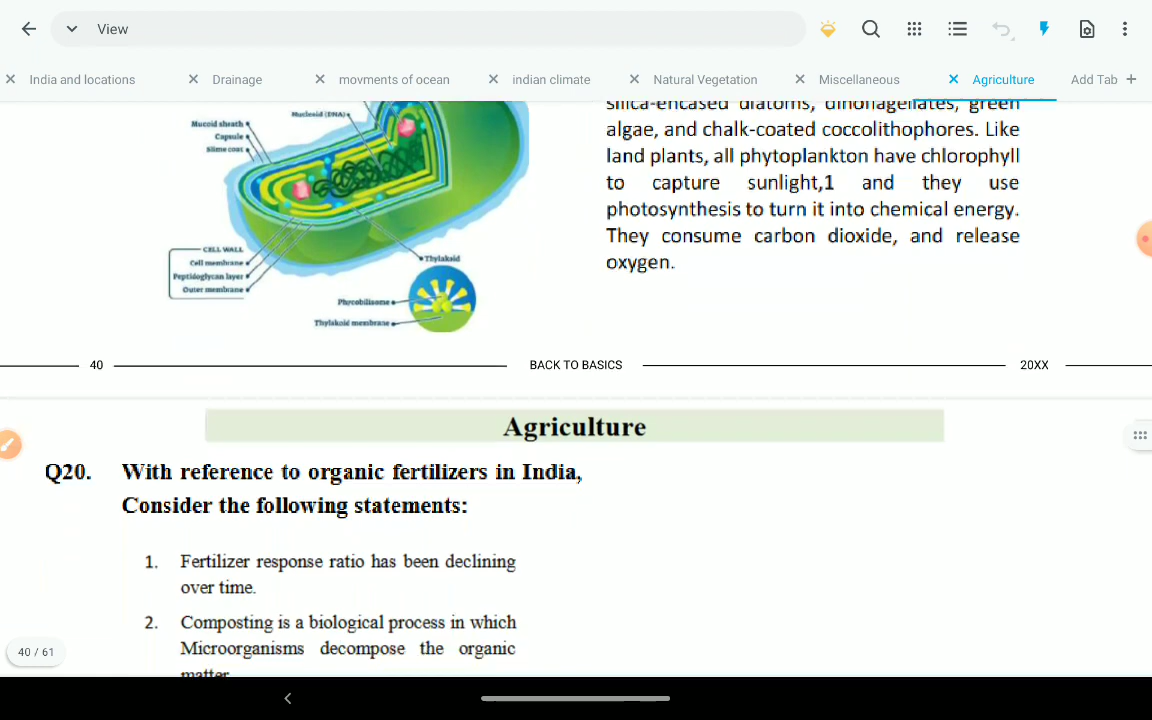 View
India and locations
Drainage
movments of ocean
indian climate
Natural Vegetation
Miscellaneous
Agriculture
Add Tab
Nucleoid (DNA)
Mucoid sheath
Capsule
Slime coat
CELL WALL
Cell membrane
Peptidoglycan layer
Outer membrane
Thylakoid
Phycobilisome
Thylakoid membrane
silica-encased diatoms, dinoflagellates, green
algae, and chalk-coated coccolithophores. Like
land plants, all phytoplankton have chlorophyll
to capture sunlight,1 and they use
photosynthesis to turn it into chemical energy.
They consume carbon dioxide, and release
oxygen.
40
BACK TO BASICS
20XX
Agriculture
Q20. With reference to organic fertilizers in India,
Consider the following statements:
1. Fertilizer response ratio has been declining
over time.
2. Composting is a biological process in which
Microorganisms decompose the organic
matter
40 / 61